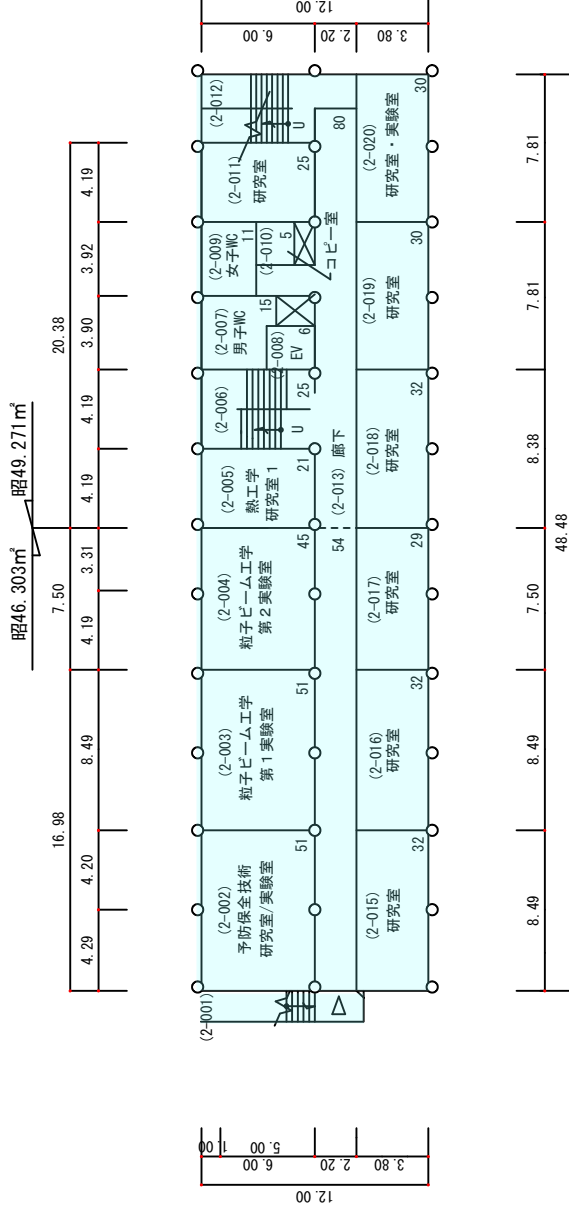 12.00
6.00
2.20
3.80
昭46.303㎡
昭49.271㎡
16.98
7.50
20.38
4.29
4.20
8.49
4.19
3.31
4.19
4.19
3.90
3.92
4.19
(2-001)
(2-002)
予防保全技術
研究室/実験室
51
(2-003)
粒子ビーム工学
第1実験室
51
(2-004)
粒子ビーム工学
第2実験室
45
(2-005)
熱工学
研究室1
21
(2-006)
25
U
(2-007)
男子WC
15
(2-008)
EV
6
(2-009)
女子WC
11
(2-010)
5
コピー室
(2-011)
研究室
25
(2-012)
U
54
(2-013) 廊下
80
(2-015)
研究室
32
(2-016)
研究室
32
(2-017)
研究室
29
(2-018)
研究室
32
(2-019)
研究室
30
(2-020)
研究室・実験室
30
8.49
8.49
7.50
8.38
7.81
7.81
48.48
1.00
5.00
6.00
2.20
3.80
12.00